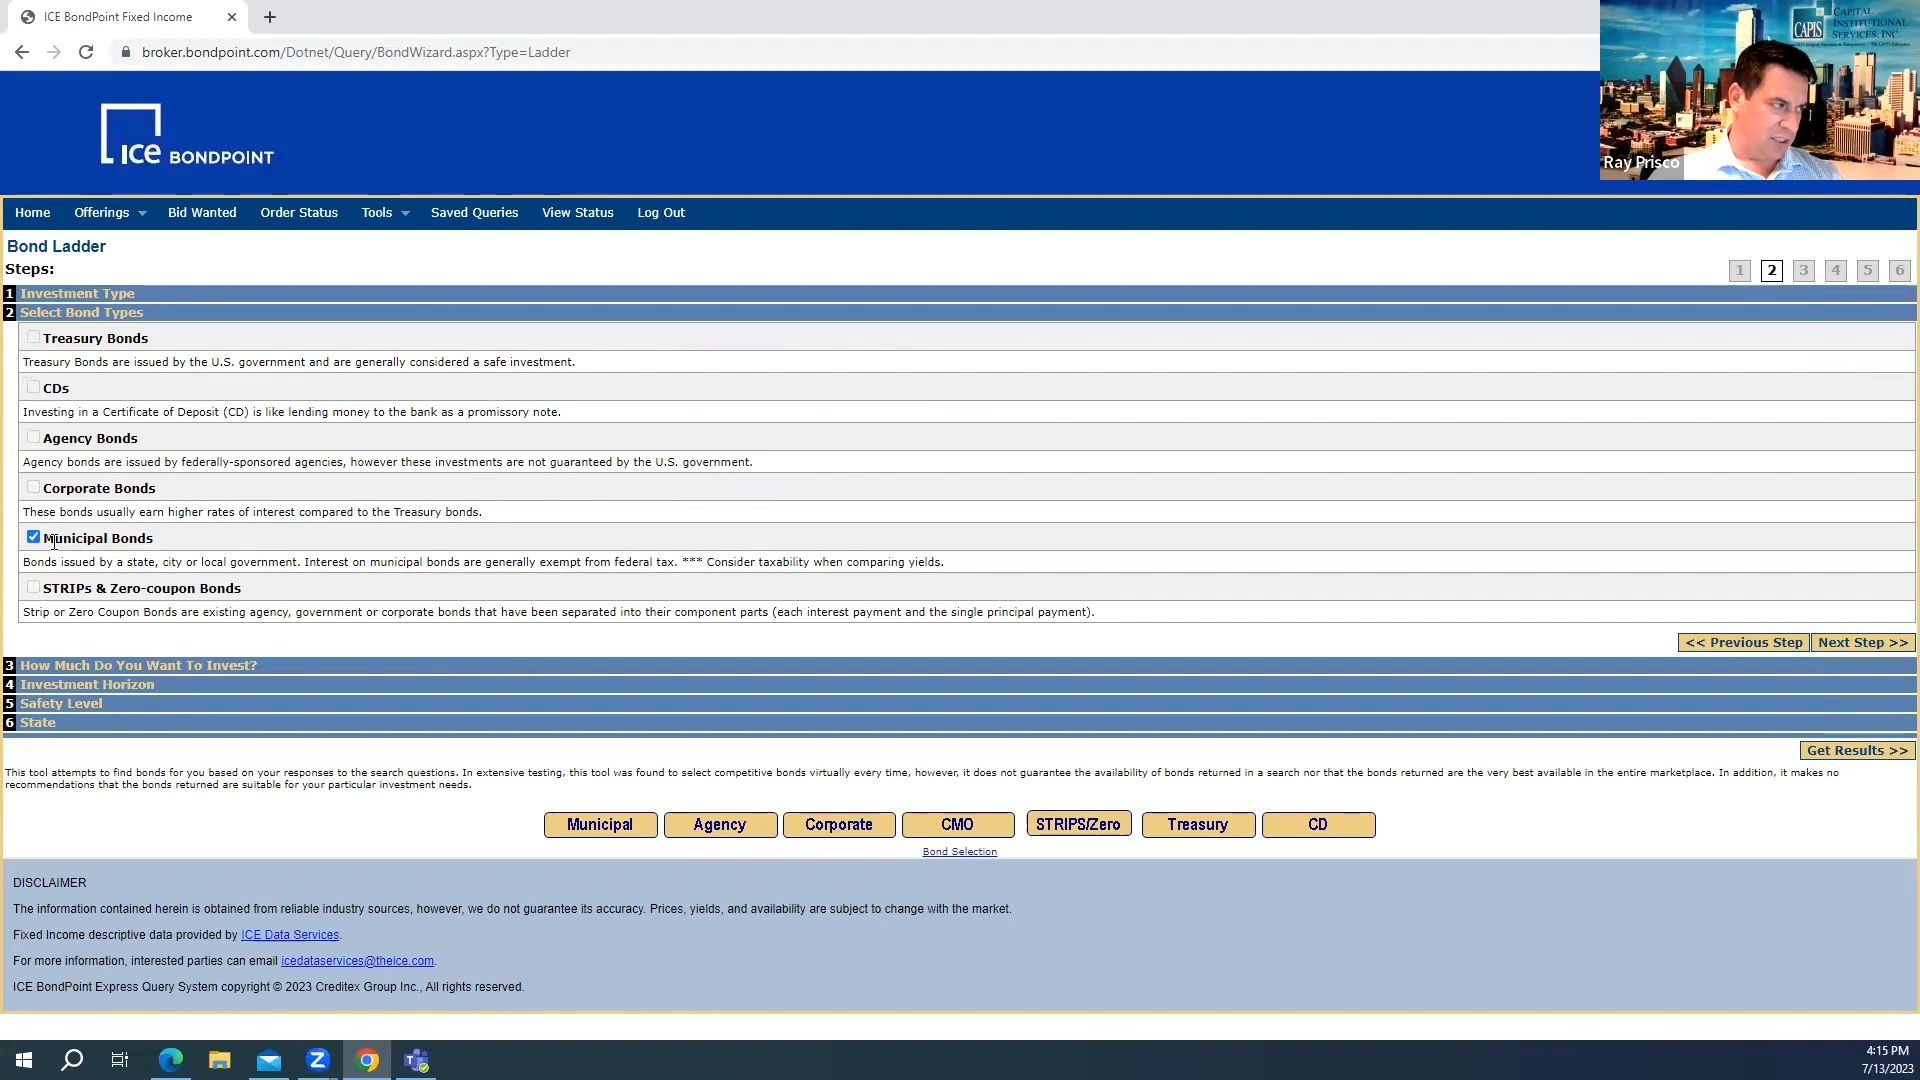 ICE BondPoint Fixed Income
broker.bondpoint.com/Dotnet/Query/BondWizard.aspx?Type=Ladder
CAPIS
CAPITAL
INSTITUTIONAL
SERVICES, INC.
Ray Prisco
ICE BONDPOINT
Home Offerings Bid Wanted Order Status Tools Saved Queries View Status Log Out
Bond Ladder
Steps:
1 2 3 4 5 6
1 Investment Type
2 Select Bond Types
Treasury Bonds
Treasury Bonds are issued by the U.S. government and are generally considered a safe investment.
CDs
Investing in a Certificate of Deposit (CD) is like lending money to the bank as a promissory note.
Agency Bonds
Agency bonds are issued by federally-sponsored agencies, however these investments are not guaranteed by the U.S. government.
Corporate Bonds
These bonds usually earn higher rates of interest compared to the Treasury bonds.
Municipal Bonds
Bonds issued by a state, city or local government. Interest on municipal bonds are generally exempt from federal tax. *** Consider taxability when comparing yields.
STRIPs & Zero-coupon Bonds
Strip or Zero Coupon Bonds are existing agency, government or corporate bonds that have been separated into their component parts (each interest payment and the single principal payment).
<< Previous Step Next Step >>
3 How Much Do You Want To Invest?
4 Investment Horizon
5 Safety Level
6 State
Get Results >>
This tool attempts to find bonds for you based on your responses to the search questions. In extensive testing, this tool was found to select competitive bonds virtually every time, however, it does not guarantee the availability of bonds returned in a search nor that the bonds returned are the very best available in the entire marketplace. In addition, it makes no
recommendations that the bonds returned are suitable for your particular investment needs.
Municipal Agency Corporate CMO STRIPS/Zero Treasury CD
Bond Selection
DISCLAIMER
The information contained herein is obtained from reliable industry sources, however, we do not guarantee its accuracy. Prices, yields, and availability are subject to change with the market.
Fixed Income descriptive data provided by ICE Data Services.
For more information, interested parties can email icedataservices@theice.com.
ICE BondPoint Express Query System copyright © 2023 Creditex Group Inc., All rights reserved.
4:15 PM
7/13/2023